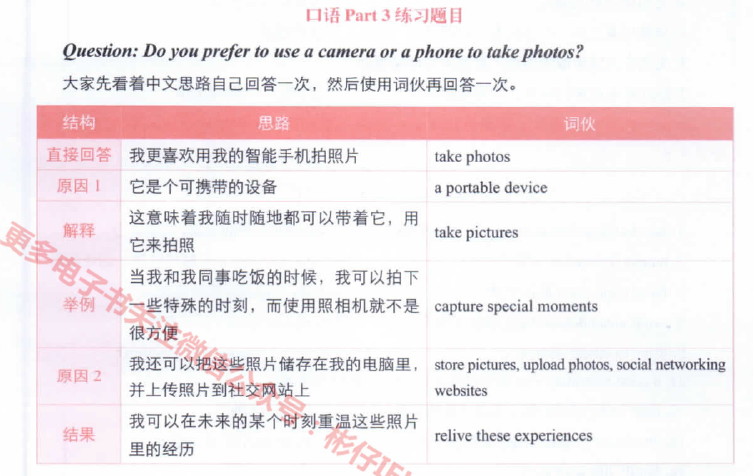 口语 Part 3 练习题目
Question: Do you prefer to use a camera or a phone to take photos?
大家先看着中文思路自己回答一次，然后使用词伙再回答一次。
结构 思路 词伙
直接回答 我更喜欢用我的智能手机拍照片 take photos
原因 1 它是个可携带的设备 a portable device
解释 这意味着我随时随地都可以带着它，用
它来拍照 take pictures
举例 当我和我同事吃饭的时候，我可以拍下
一些特殊的时刻，而使用照相机就不是
很方便 capture special moments
原因 2 我还可以把这些照片储存在我的电脑里，
并上传照片到社交网站上 store pictures, upload photos, social networking
websites
结果 我可以在未来的某个时刻重温这些照片
里的经历 relive these experiences
更多电子书关注微信公众号：彬仔IE